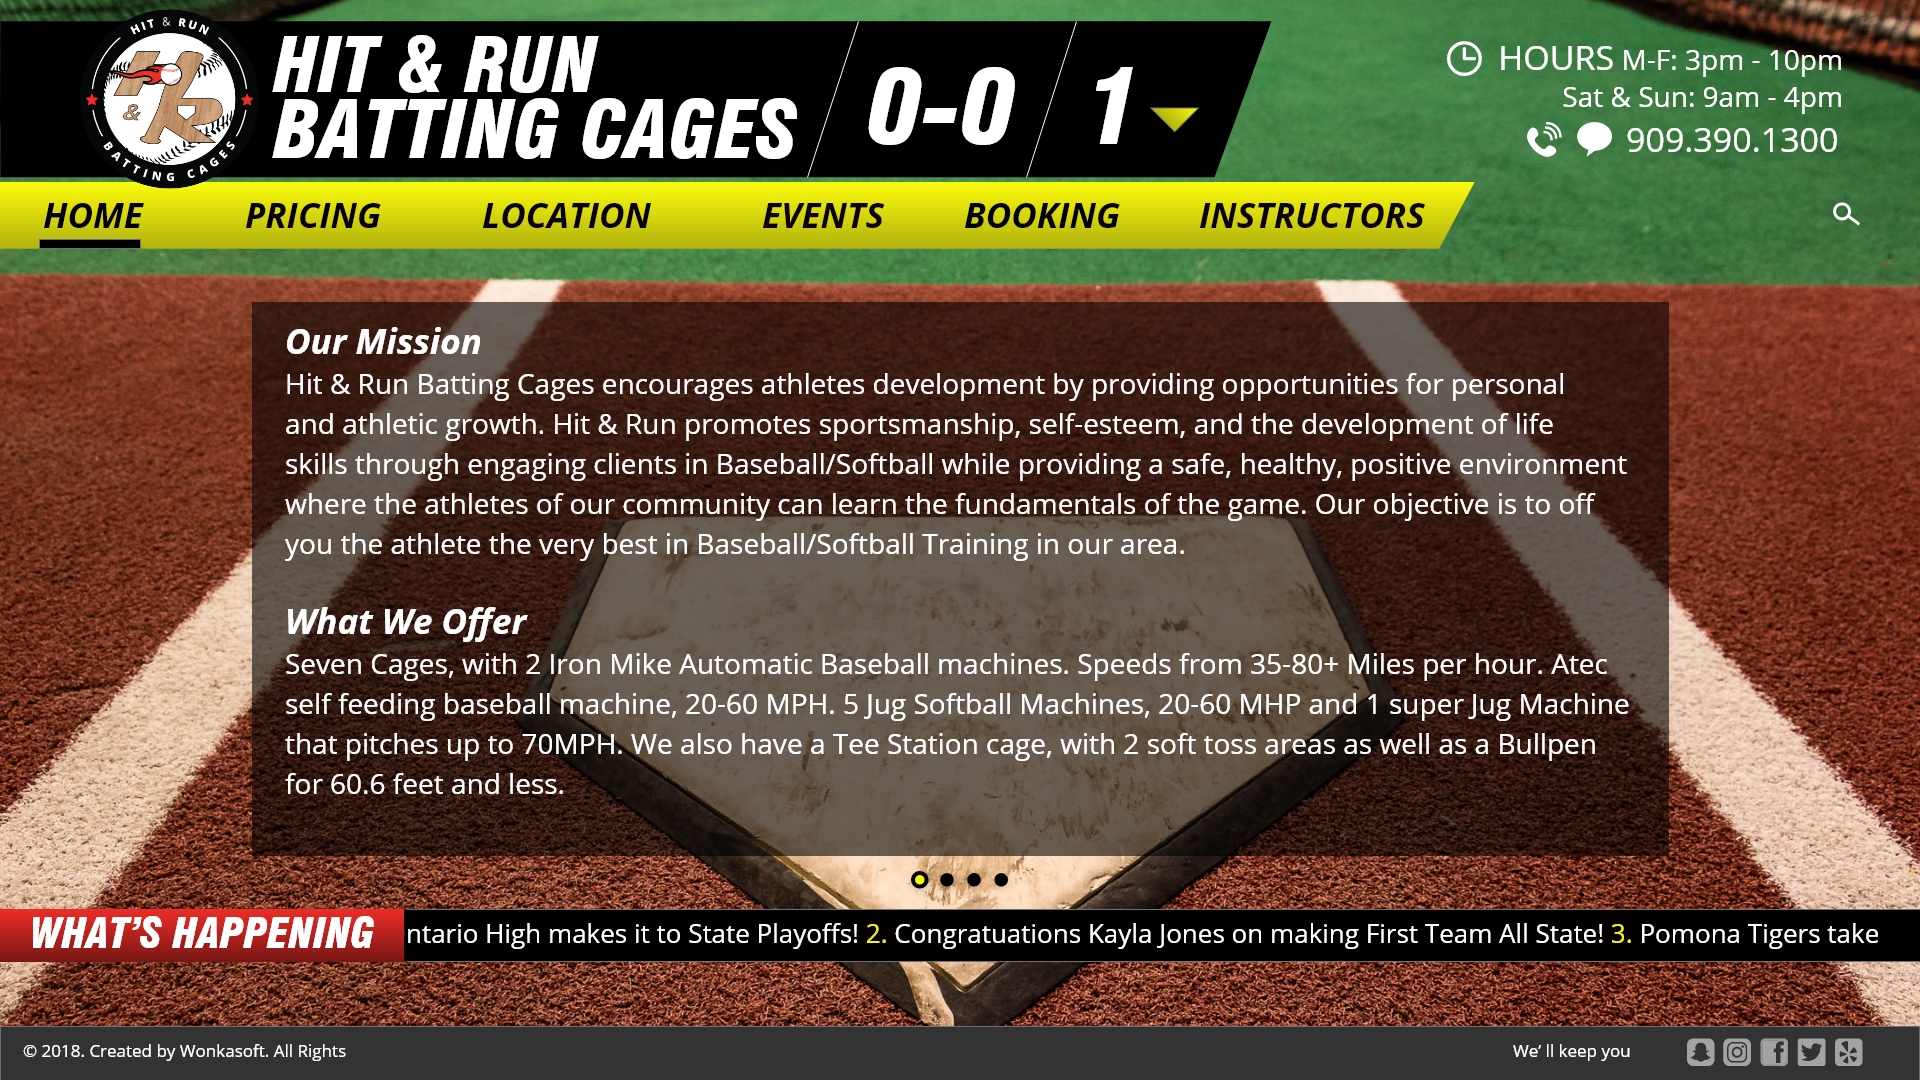 HIT & RUN
H&R
BATTING CAGES
HIT & RUN
BATTING CAGES
0-0
1
HOURS M-F: 3pm - 10pm
Sat & Sun: 9am - 4pm
909.390.1300
HOME PRICING LOCATION EVENTS BOOKING INSTRUCTORS
Our Mission
Hit & Run Batting Cages encourages athletes development by providing opportunities for personal
and athletic growth. Hit & Run promotes sportsmanship, self-esteem, and the development of life
skills through engaging clients in Baseball/Softball while providing a safe, healthy, positive environment
where the athletes of our community can learn the fundamentals of the game. Our objective is to off
you the athlete the very best in Baseball/Softball Training in our area.
What We Offer
Seven Cages, with 2 Iron Mike Automatic Baseball machines. Speeds from 35-80+ Miles per hour. Atec
self feeding baseball machine, 20-60 MPH. 5 Jug Softball Machines, 20-60 MHP and 1 super Jug Machine
that pitches up to 70MPH. We also have a Tee Station cage, with 2 soft toss areas as well as a Bullpen
for 60.6 feet and less.
WHAT'S HAPPENING
ntario High makes it to State Playoffs! 2. Congratuations Kayla Jones on making First Team All State! 3. Pomona Tigers take
© 2018. Created by Wonkasoft. All Rights
We' ll keep you